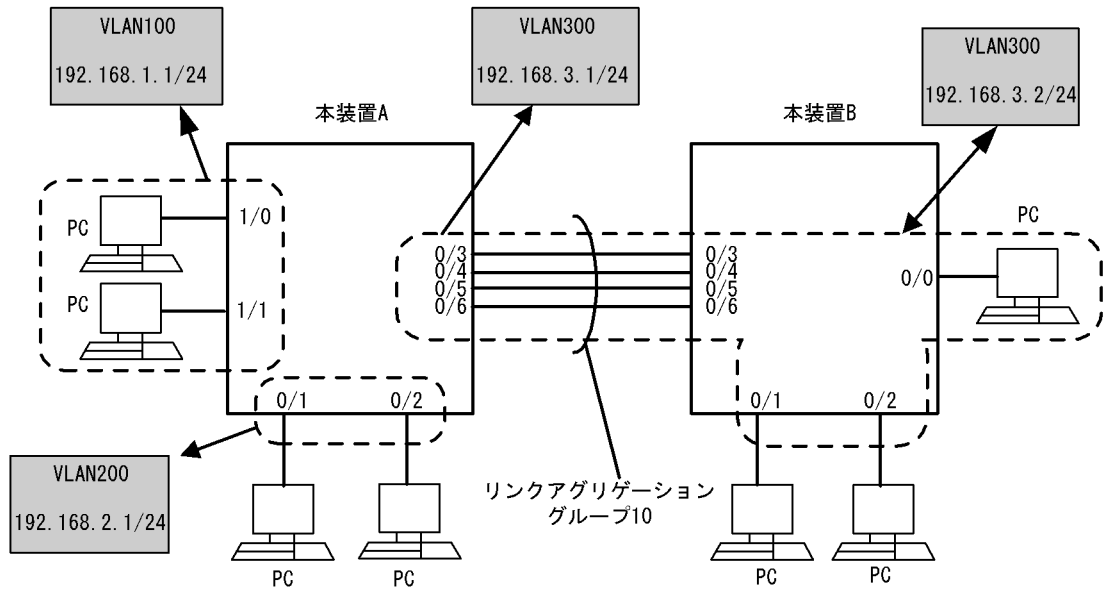 VLAN100
192.168.1.1/24
VLAN300
192.168.3.1/24
VLAN300
192.168.3.2/24
本装置A
本装置B
PC
1/0
PC
1/1
0/3
0/4
0/5
0/6
0/3
0/4
0/5
0/6
0/0
PC
0/1
0/2
0/1
0/2
VLAN200
192.168.2.1/24
リンクアグリゲーション
グループ10
PC
PC
PC
PC